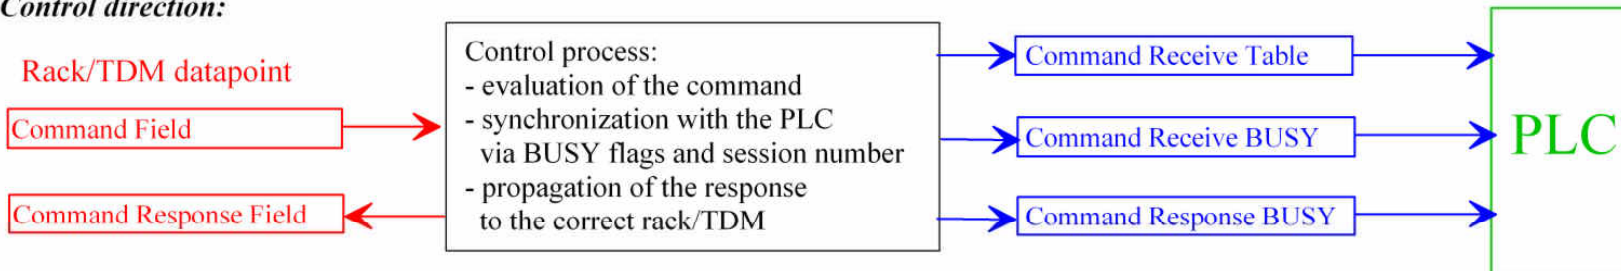 Control direction:
Rack/TDM datapoint
Command Field
Command Response Field
Control process:
- evaluation of the command
- synchronization with the PLC
via BUSY flags and session number
- propagation of the response
to the correct rack/TDM
Command Receive Table
Command Receive BUSY
Command Response BUSY
PLC